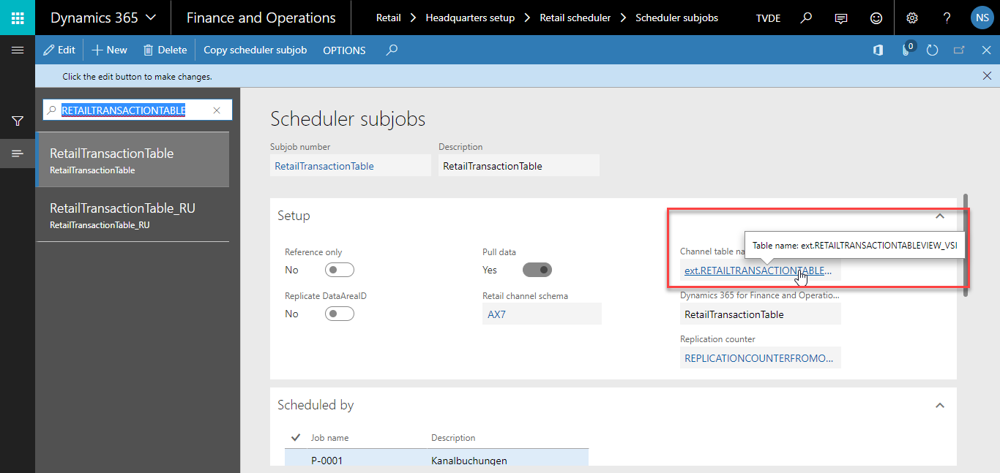 Dynamics 365
Finance and Operations
Retail > Headquarters setup > Retail scheduler > Scheduler subjobs
TVDE
?
NS
Edit
New
Delete
Copy scheduler subjob
OPTIONS
0
Click the edit button to make changes.
RETAILTRANSACTIONTABLE
RetailTransactionTable
RetailTransactionTable
RetailTransactionTable_RU
RetailTransactionTable_RU
Scheduler subjobs
Subjob number
RetailTransactionTable
Description
RetailTransactionTable
Setup
Reference only
No
Replicate DataAreaID
No
Pull data
Yes
Retail channel schema
AX7
Channel table na
Table name: ext.RETAILTRANSACTIONTABLEVIEW_VSI
ext.RETAILTRANSACTIONTABLE...
Dynamics 365 for Finance and Operatio...
RetailTransactionTable
Replication counter
REPLICATIONCOUNTERFROMO...
Scheduled by
Job name
Description
P-0001
Kanalbuchungen